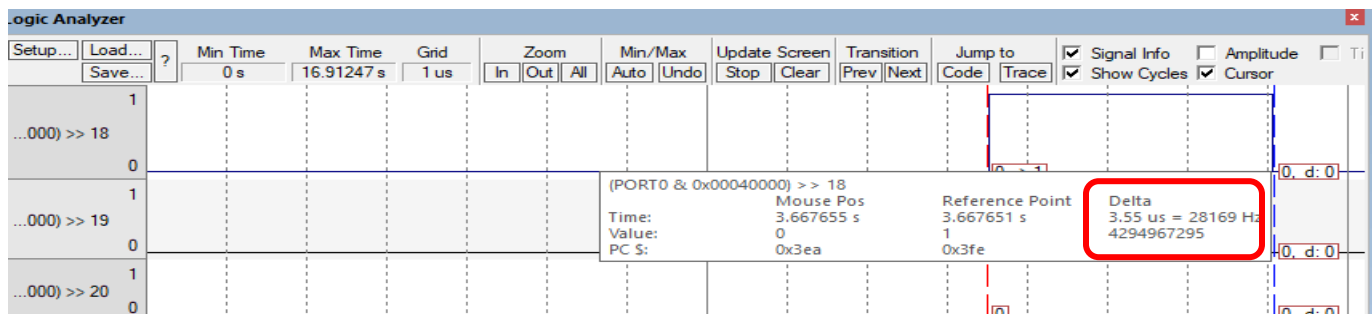 .ogic Analyzer
Setup... Load... ? Min Time Max Time Grid Zoom Min/Max Update Screen Transition Jump to Signal Info Amplitude Ti
Save... 0 s 16.91247 s 1 us In Out All Auto Undo Stop Clear Prev Next Code Trace Show Cycles Cursor
1
...000) >> 18
0
0, d: 0
(PORT0 & 0x00040000) >> 18
Mouse Pos Reference Point Delta
Time: 3.667655 s 3.667651 s 3.55 us = 28169 Hz
Value: 0 1 4294967295
PC $: 0x3ea 0x3fe
1
...000) >> 19
0
0, d: 0
1
...000) >> 20
0
0